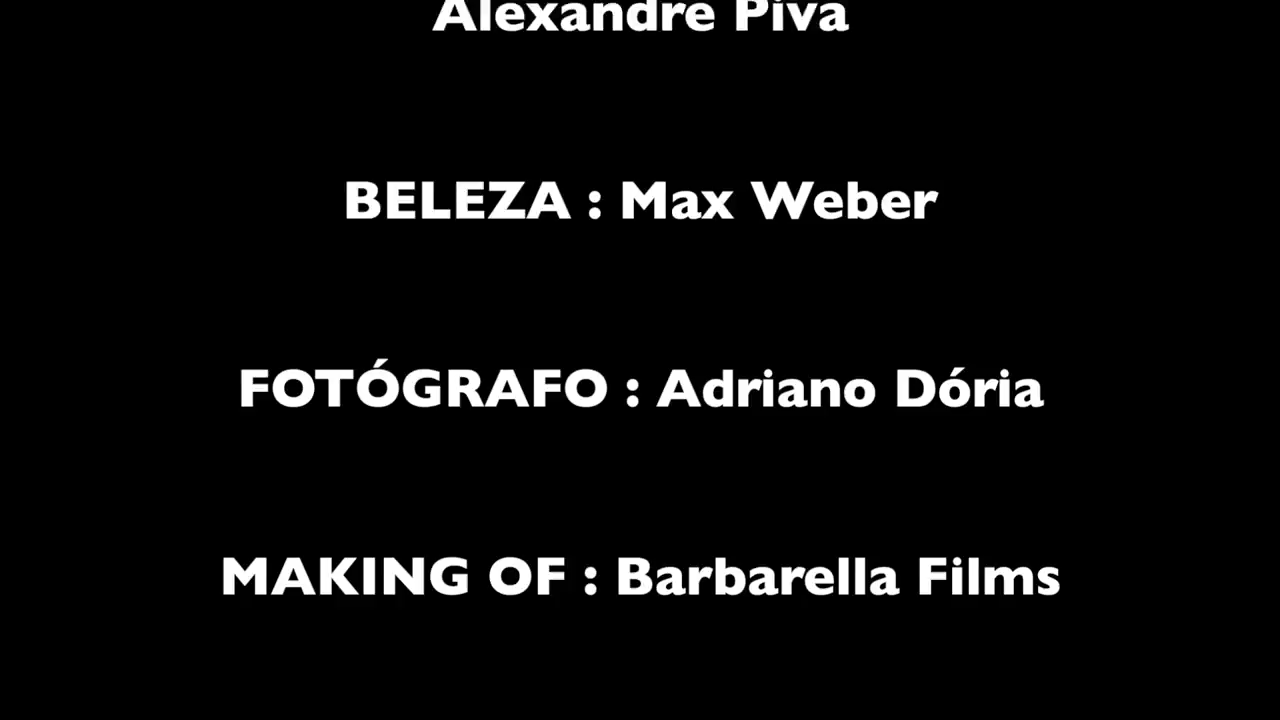 Alexandre Piva
BELEZA : Max Weber
FOTÓGRAFO : Adriano Dória
MAKING OF : Barbarella Films